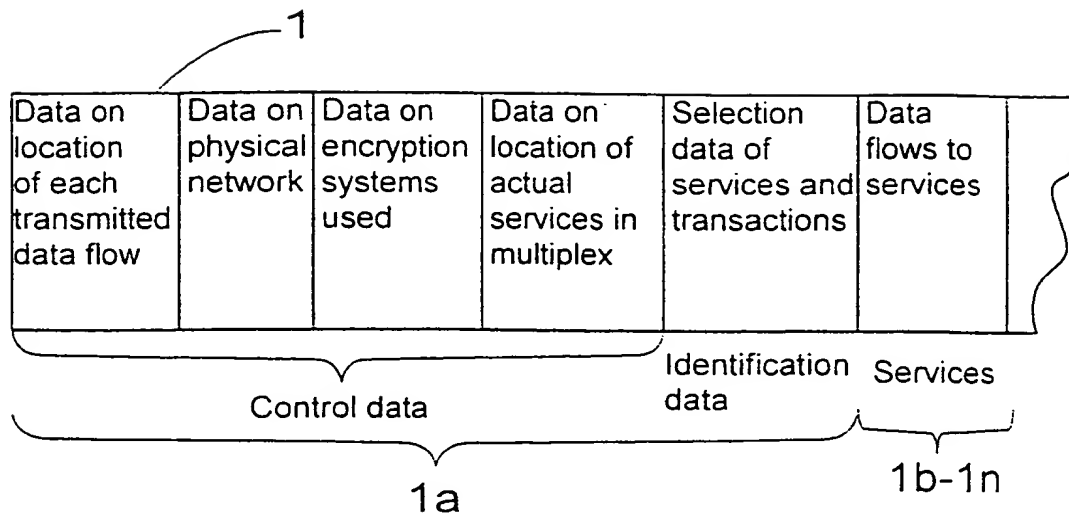 1
Data on
location
of each
transmitted
data flow
Data on
physical
network
Data on
encryption
systems
used
Data on
location of
actual
services in
multiplex
Selection
data of
services and
transactions
Data
flows to
services
Control data
Identification
data
Services
1a
1b-1n